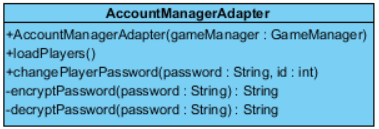 AccountManagerAdapter
+AccountManagerAdapter(gameManager : GameManager)
+loadPlayers()
+changePlayerPassword(password : String, id : int)
-encryptPassword(password : String) : String
-decryptPassword(password : String) : String